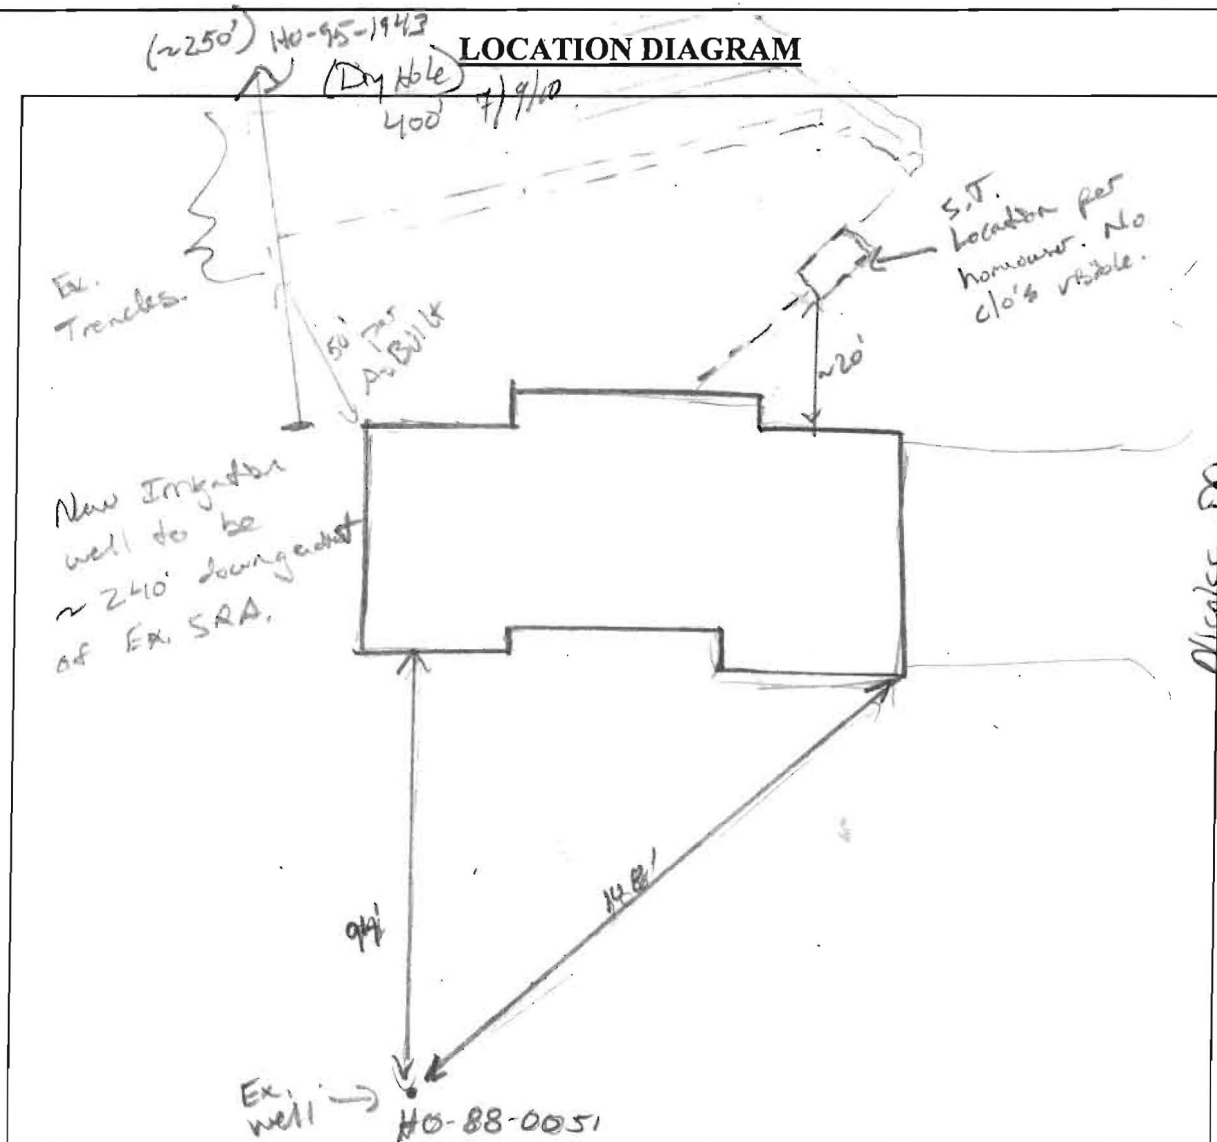 (~250') HO-95-1943
LOCATION DIAGRAM
(Dry Hole)
400' 7/9/10
S.T.
Location per
homeowner. No
c/o's visible.
Ex.
Trenches.
50' per
As-Built
~20'
New Irrigation
well to be
~ 240' downgradient
of Ex. SRA.
148'
Ex.
well
HO-88-0051